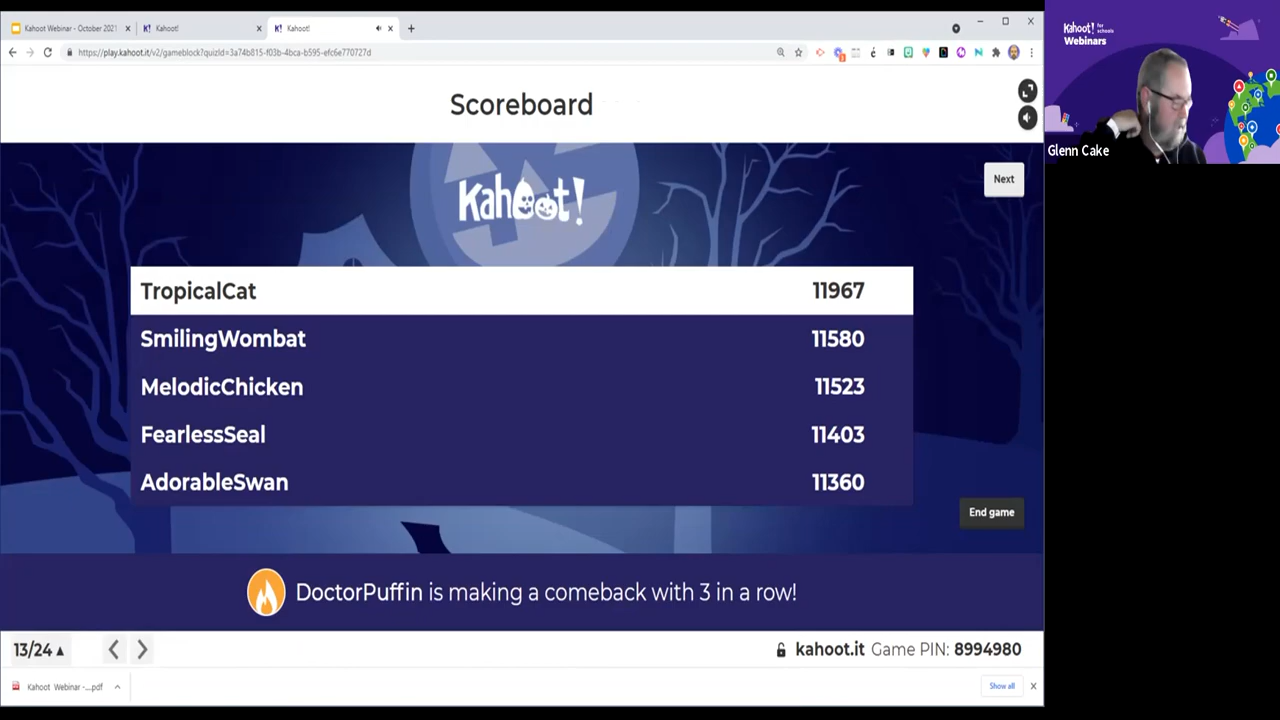 Kahoot Webinar - October 2021
Kahoot!
Kahoot!
https://play.kahoot.it/v2/gameblock?quizId=3a74b815-f03b-4bca-b595-efc6e770727d
Scoreboard
Kahoot!
Next
TropicalCat 11967
SmilingWombat 11580
MelodicChicken 11523
FearlessSeal 11403
AdorableSwan 11360
End game
DoctorPuffin is making a comeback with 3 in a row!
13/24
kahoot.it Game PIN: 8994980
Kahoot Webinar -....pdf
Show all
Kahoot! for schools
Webinars
Glenn Cake